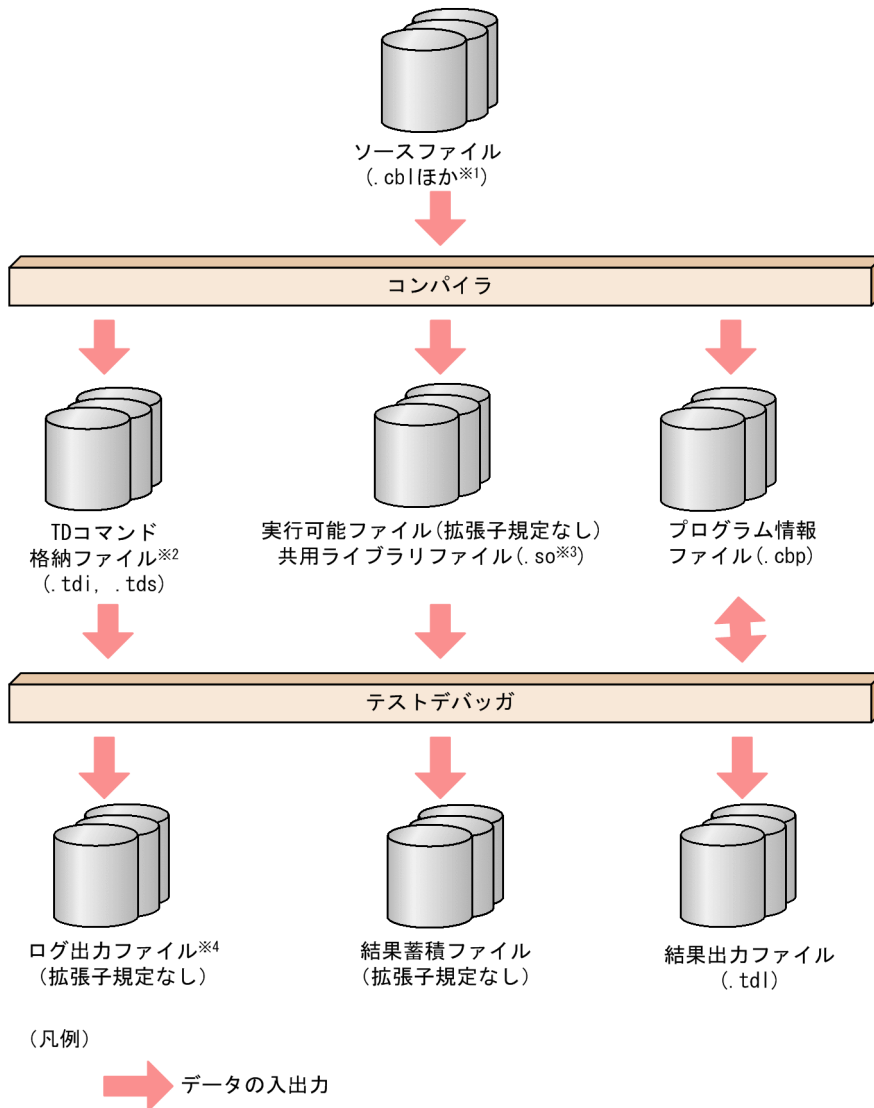 ソースファイル
(.cblほか※1)
コンパイラ
TDコマンド
格納ファイル※2
(.tdi, .tds)
実行可能ファイル(拡張子規定なし)
共用ライブラリファイル(.so※3)
プログラム情報
ファイル(.cbp)
テストデバッガ
ログ出力ファイル※4
(拡張子規定なし)
結果蓄積ファイル
(拡張子規定なし)
結果出力ファイル
(.tdl)
(凡例)
データの入出力